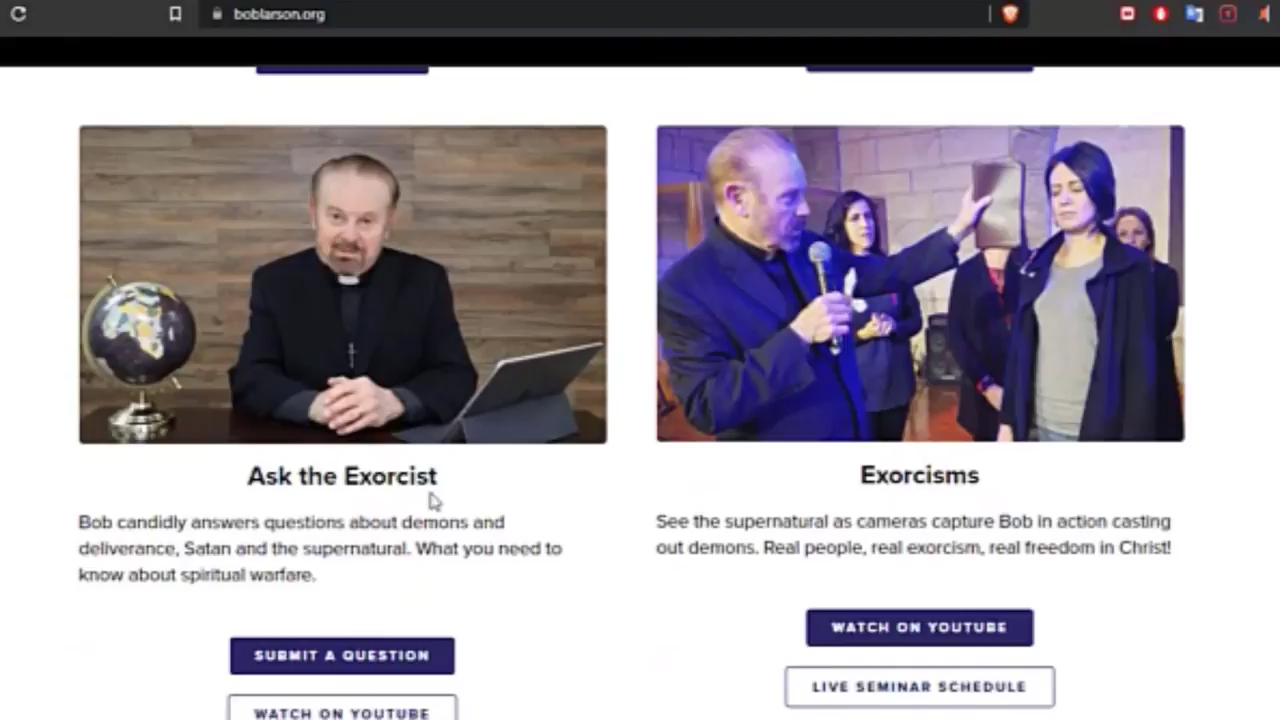 boblarson.org
Ask the Exorcist
Bob candidly answers questions about demons and
deliverance, Satan and the supernatural. What you need to
know about spiritual warfare.
SUBMIT A QUESTION
WATCH ON YOUTUBE
Exorcisms
See the supernatural as cameras capture Bob in action casting
out demons. Real people, real exorcism, real freedom in Christ!
WATCH ON YOUTUBE
LIVE SEMINAR SCHEDULE